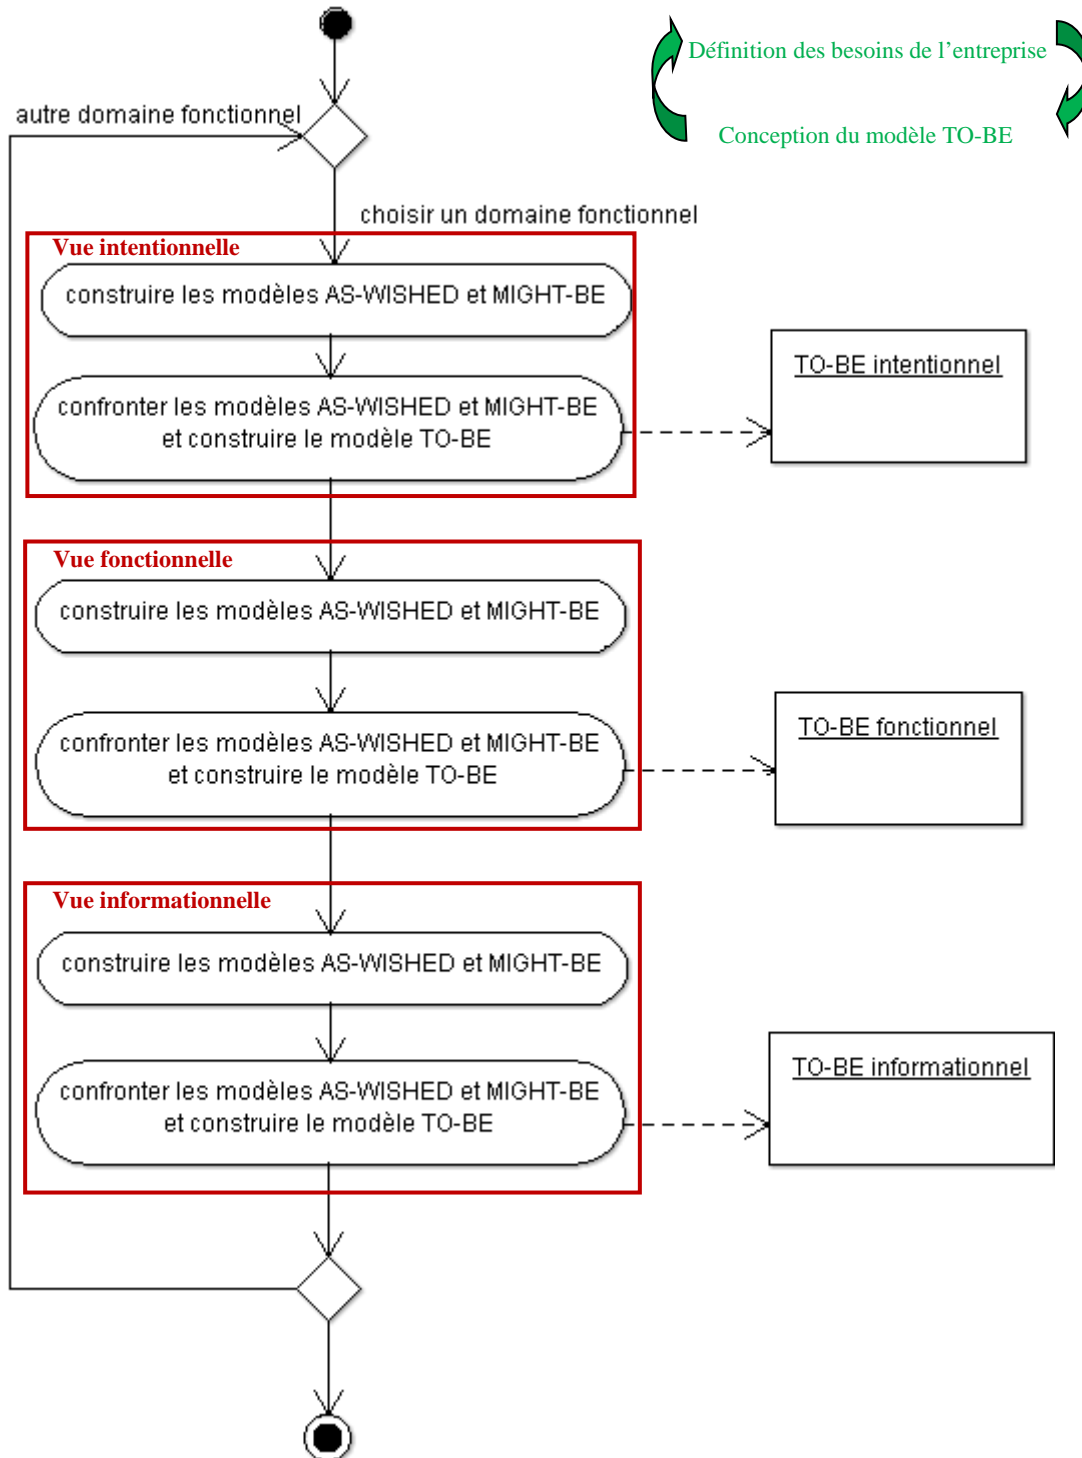 Définition des besoins de l'entreprise
autre domaine fonctionnel
Conception du modèle TO-BE
choisir un domaine fonctionnel
Vue intentionnelle
construire les modèles AS-WISHED et MIGHT-BE
TO-BE intentionnel
confronter les modèles AS-WISHED et MIGHT-BE
et construire le modèle TO-BE
Vue fonctionnelle
construire les modèles AS-WISHED et MIGHT-BE
TO-BE fonctionnel
confronter les modèles AS-WISHED et MIGHT-BE
et construire le modèle TO-BE
Vue informationnelle
construire les modèles AS-WISHED et MIGHT-BE
TO-BE informationnel
confronter les modèles AS-WISHED et MIGHT-BE
et construire le modèle TO-BE